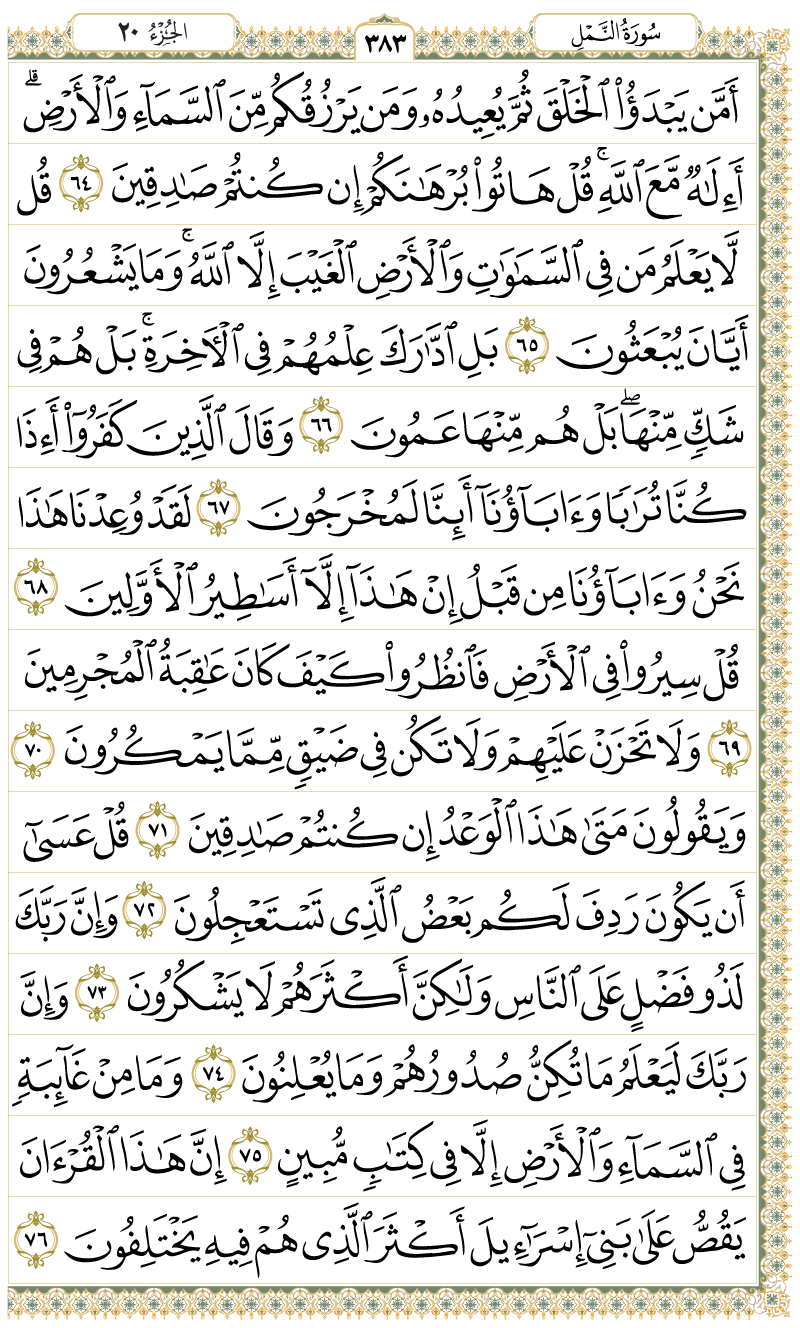 سُورَةُ النَّمْلِ ٣٨٣ الجُزْءُ ٢٠
أَمَّن يَبْدَؤُا۟ ٱلْخَلْقَ ثُمَّ يُعِيدُهُۥ وَمَن يَرْزُقُكُم مِّنَ ٱلسَّمَآءِ وَٱلْأَرْضِ ۗ
أَءِلَٰهٌ مَّعَ ٱللَّهِ ۚ قُلْ هَاتُوا۟ بُرْهَٰنَكُمْ إِن كُنتُمْ صَٰدِقِينَ ٦٤ قُل
لَّا يَعْلَمُ مَن فِى ٱلسَّمَٰوَٰتِ وَٱلْأَرْضِ ٱلْغَيْبَ إِلَّا ٱللَّهُ ۚ وَمَا يَشْعُرُونَ
أَيَّانَ يُبْعَثُونَ ٦٥ بَلِ ٱدَّٰرَكَ عِلْمُهُمْ فِى ٱلْءَاخِرَةِ ۚ بَلْ هُمْ فِى
شَكٍّ مِّنْهَا ۖ بَلْ هُم مِّنْهَا عَمُونَ ٦٦ وَقَالَ ٱلَّذِينَ كَفَرُوٓا۟ أَءِذَا
كُنَّا تُرَٰبًا وَءَابَآؤُنَآ أَئِنَّا لَمُخْرَجُونَ ٦٧ لَقَدْ وُعِدْنَا هَٰذَا
نَحْنُ وَءَابَآؤُنَا مِن قَبْلُ إِنْ هَٰذَآ إِلَّآ أَسَٰطِيرُ ٱلْأَوَّلِينَ ٦٨
قُلْ سِيرُوا۟ فِى ٱلْأَرْضِ فَٱنظُرُوا۟ كَيْفَ كَانَ عَٰقِبَةُ ٱلْمُجْرِمِينَ
٦٩ وَلَا تَحْزَنْ عَلَيْهِمْ وَلَا تَكُن فِى ضَيْقٍ مِّمَّا يَمْكُرُونَ ٧٠
وَيَقُولُونَ مَتَىٰ هَٰذَا ٱلْوَعْدُ إِن كُنتُمْ صَٰدِقِينَ ٧١ قُلْ عَسَىٰٓ
أَن يَكُونَ رَدِفَ لَكُم بَعْضُ ٱلَّذِى تَسْتَعْجِلُونَ ٧٢ وَإِنَّ رَبَّكَ
لَذُو فَضْلٍ عَلَى ٱلنَّاسِ وَلَٰكِنَّ أَكْثَرَهُمْ لَا يَشْكُرُونَ ٧٣ وَإِنَّ
رَبَّكَ لَيَعْلَمُ مَا تُكِنُّ صُدُورُهُمْ وَمَا يُعْلِنُونَ ٧٤ وَمَا مِنْ غَآئِبَةٍ
فِى ٱلسَّمَآءِ وَٱلْأَرْضِ إِلَّا فِى كِتَٰبٍ مُّبِينٍ ٧٥ إِنَّ هَٰذَا ٱلْقُرْءَانَ
يَقُصُّ عَلَىٰ بَنِىٓ إِسْرَٰٓءِيلَ أَكْثَرَ ٱلَّذِى هُمْ فِيهِ يَخْتَلِفُونَ ٧٦